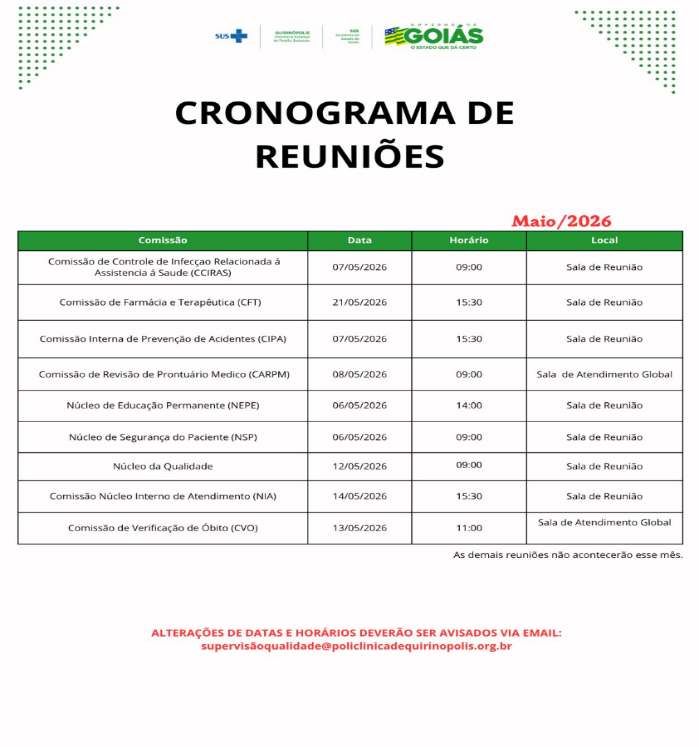 SUS
QUIRINÓPOLIS
SES
GOVERNO DE
GOIÁS
O ESTADO QUE DÁ CERTO
CRONOGRAMA DE
REUNIÕES
Maio/2026
Comissão Data Horário Local
Comissão de Controle de Infecçao Relacionada á
Assistencia á Saude (CCIRAS) 07/05/2026 09:00 Sala de Reunião
Comissão de Farmácia e Terapêutica (CFT) 21/05/2026 15:30 Sala de Reunião
Comissão Interna de Prevenção de Acidentes (CIPA) 07/05/2026 15:30 Sala de Reunião
Comissão de Revisão de Prontuário Medico (CARPM) 08/05/2026 09:00 Sala de Atendimento Global
Núcleo de Educação Permanente (NEPE) 06/05/2026 14:00 Sala de Reunião
Núcleo de Segurança do Paciente (NSP) 06/05/2026 09:00 Sala de Reunião
Núcleo da Qualidade 12/05/2026 09:00 Sala de Reunião
Comissão Núcleo Interno de Atendimento (NIA) 14/05/2026 15:30 Sala de Reunião
Comissão de Verificação de Óbito (CVO) 13/05/2026 11:00 Sala de Atendimento Global
As demais reuniões não acontecerão esse mês.
ALTERAÇÕES DE DATAS E HORÁRIOS DEVERÃO SER AVISADOS VIA EMAIL:
supervisãoqualidade@policlinicadequirinopolis.org.br